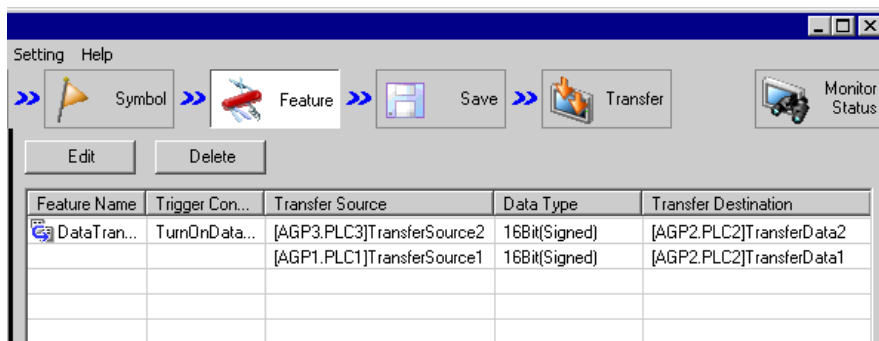 Setting Help
Symbol Feature Save Transfer Monitor Status
Edit Delete
Feature Name Trigger Con... Transfer Source Data Type Transfer Destination
DataTran... TurnOnData... [AGP3.PLC3]TransferSource2 16Bit(Signed) [AGP2.PLC2]TransferData2
[AGP1.PLC1]TransferSource1 16Bit(Signed) [AGP2.PLC2]TransferData1